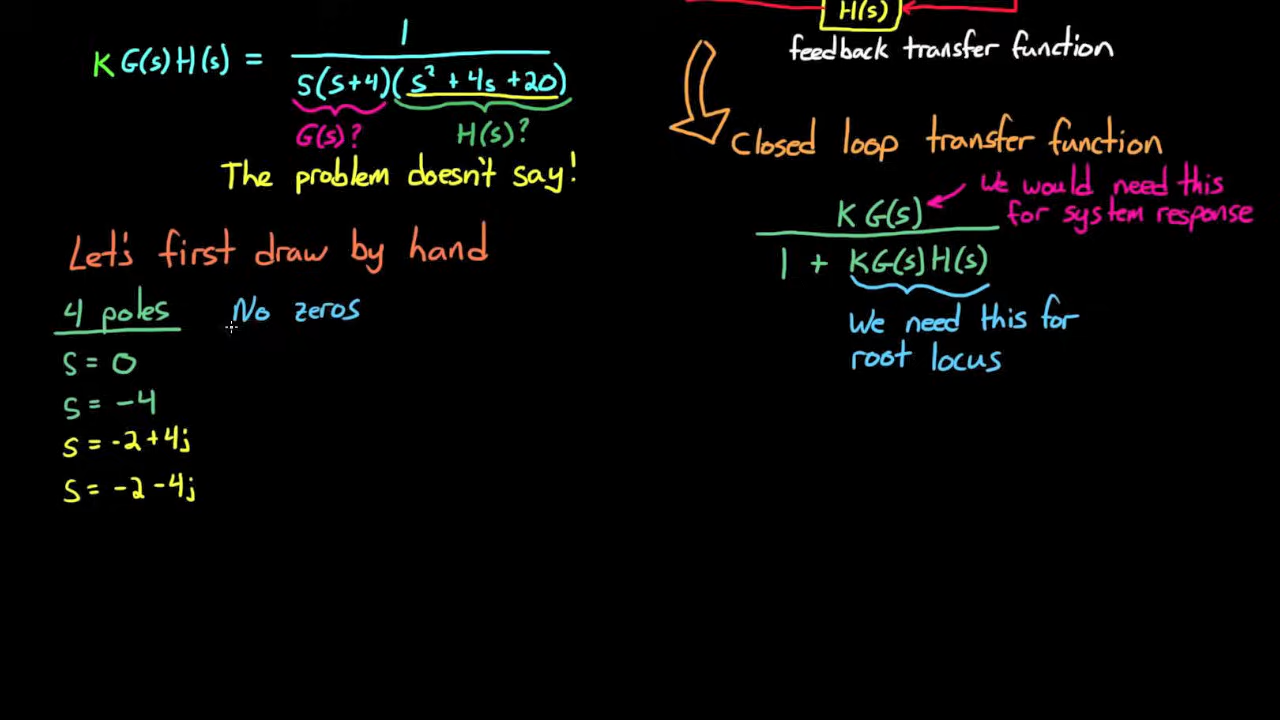 K G(s) H(s) = 1 / s(s+4)(s² + 4s + 20)
G(s)? H(s)?
The problem doesn't say!
Let's first draw by hand
4 poles No zeros
s = 0
s = -4
s = -2+4j
s = -2-4j
H(s)
feedback transfer function
Closed loop transfer function
K G(s)
1 + KG(s)H(s)
We would need this
for system response
We need this for
root locus